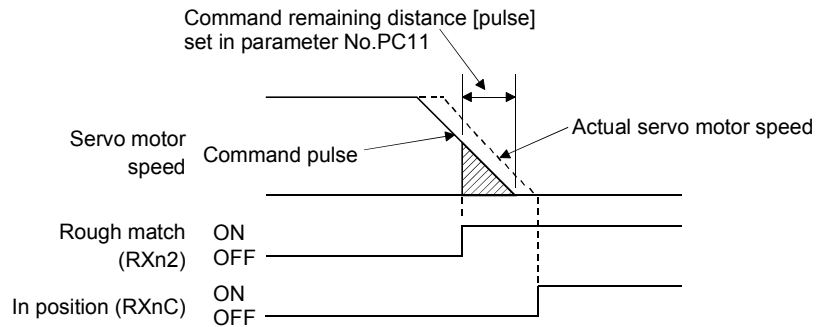 Command remaining distance [pulse]
set in parameter No.PC11
Actual servo motor speed
Servo motor
speed
Command pulse
Rough match
(RXn2)
ON
OFF
In position (RXnC)
ON
OFF